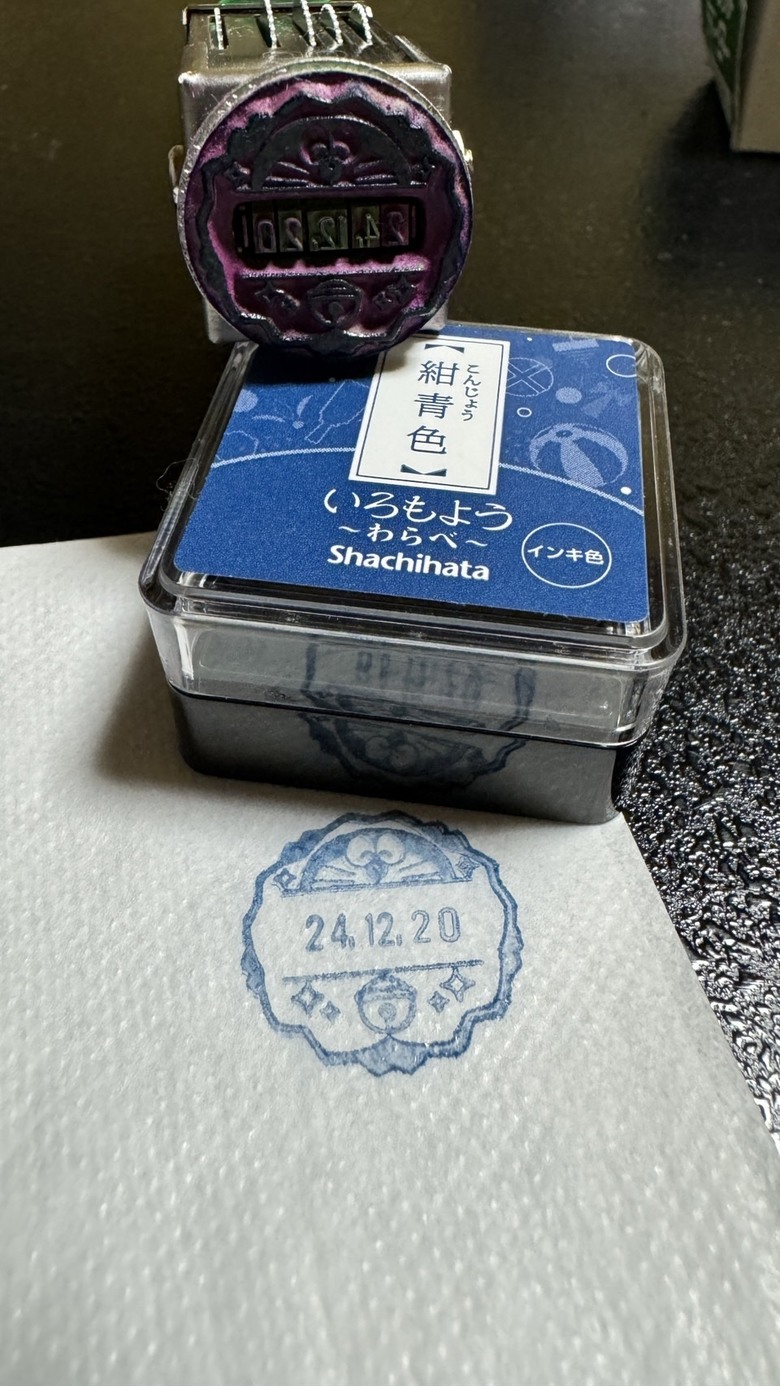 24.12.20
【紺青色】
こんじょう
いろもよう
~わらべ~
Shachihata
インキ色
24.12.20